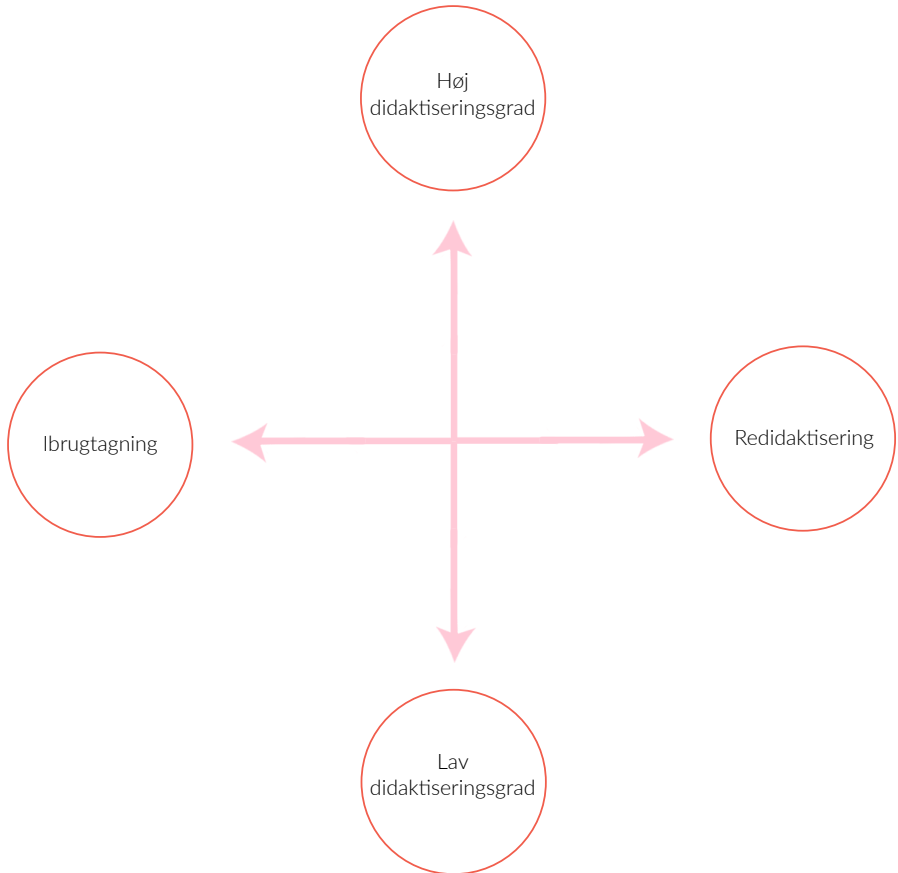 Høj
didaktiseringsgrad
Ibrugtagning
Redidaktisering
Lav
didaktiseringsgrad